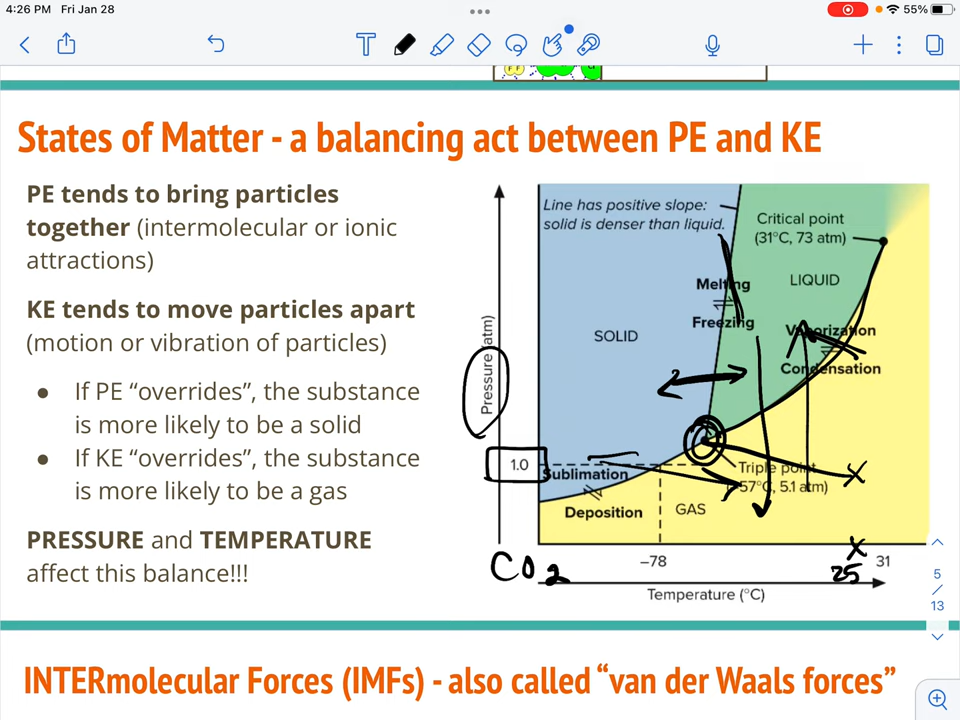 4:26 PM Fri Jan 28
55%
States of Matter - a balancing act between PE and KE
PE tends to bring particles
together (intermolecular or ionic
attractions)
KE tends to move particles apart
(motion or vibration of particles)
● If PE “overrides”, the substance
is more likely to be a solid
● If KE “overrides”, the substance
is more likely to be a gas
PRESSURE and TEMPERATURE
affect this balance!!!
Pressure (atm)
Line has positive slope:
solid is denser than liquid.
Critical point
(31°C, 73 atm)
Melting
Freezing
LIQUID
SOLID
Vaporization
Condensation
1.0
Sublimation
Deposition
Triple point
-57°C, 5.1 atm)
GAS
X
X
CO2
−78
25
31
Temperature (°C)
5
/
13
INTERmolecular Forces (IMFs) - also called “van der Waals forces”